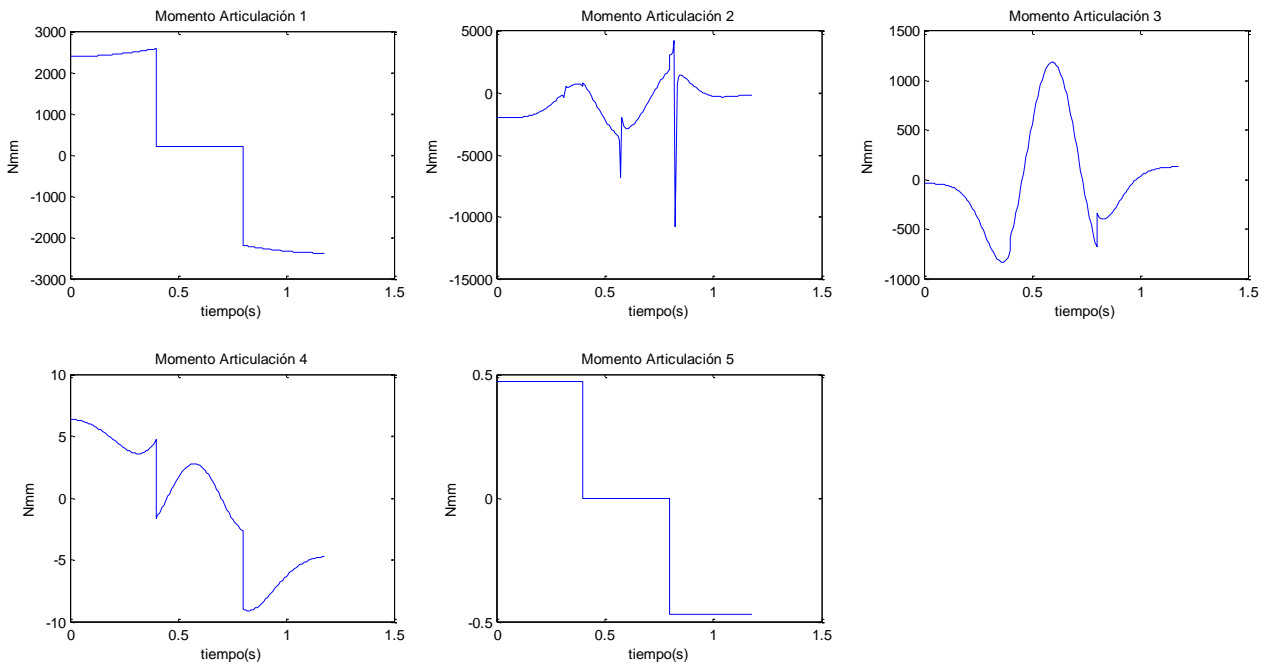 Momento Articulación 1
3000
2000
1000
0
-1000
-2000
-3000
Nmm
0 0.5 1 1.5
tiempo(s)
Momento Articulación 2
5000
0
-5000
-10000
-15000
Nmm
0 0.5 1 1.5
tiempo(s)
Momento Articulación 3
1500
1000
500
0
-500
-1000
Nmm
0 0.5 1 1.5
tiempo(s)
Momento Articulación 4
10
5
0
-5
-10
Nmm
0 0.5 1 1.5
tiempo(s)
Momento Articulación 5
0.5
0
-0.5
Nmm
0 0.5 1 1.5
tiempo(s)